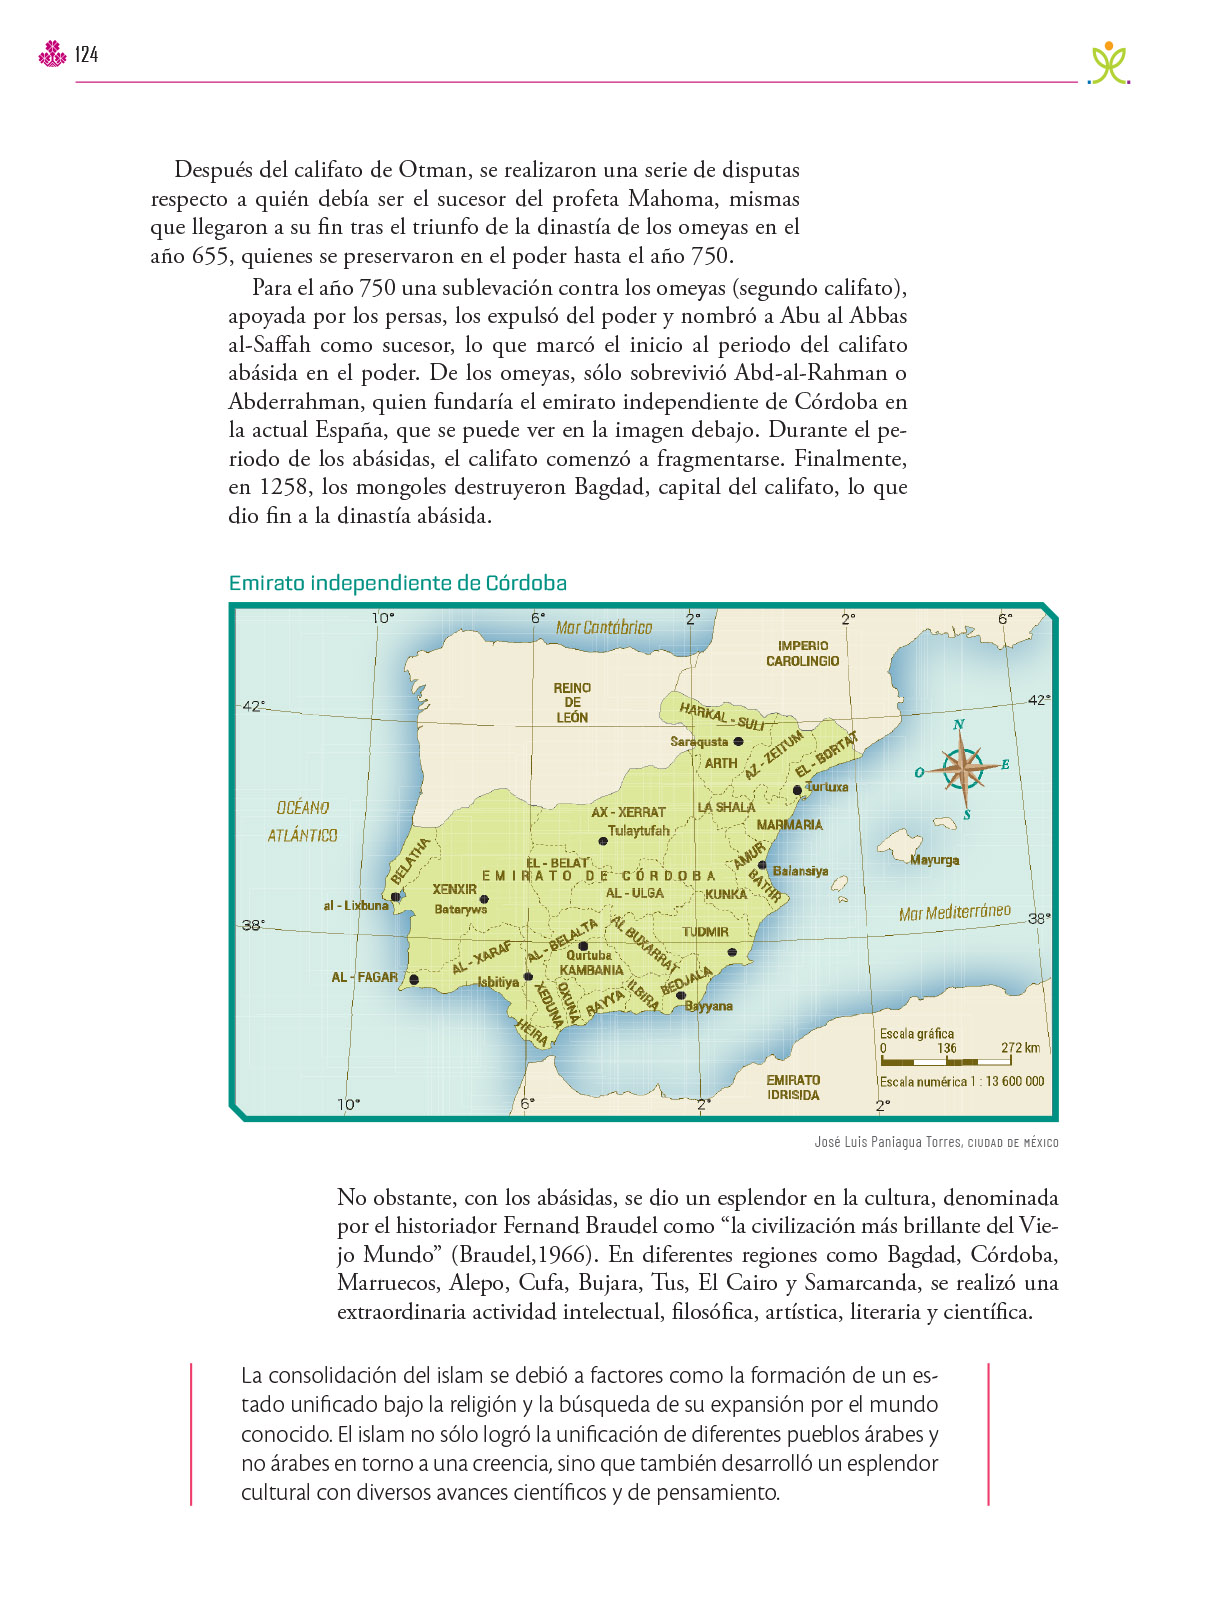 124
Después del califato de Otman, se realizaron una serie de disputas
respecto a quién debía ser el sucesor del profeta Mahoma, mismas
que llegaron a su fin tras el triunfo de la dinastía de los omeyas en el
año 655, quienes se preservaron en el poder hasta el año 750.
Para el año 750 una sublevación contra los omeyas (segundo califato),
apoyada por los persas, los expulsó del poder y nombró a Abu al Abbas
al-Saffah como sucesor, lo que marcó el inicio al periodo del califato
abásida en el poder. De los omeyas, sólo sobrevivió Abd-al-Rahman o
Abderrahman, quien fundaría el emirato independiente de Córdoba en
la actual España, que se puede ver en la imagen debajo. Durante el pe-
riodo de los abásidas, el califato comenzó a fragmentarse. Finalmente,
en 1258, los mongoles destruyeron Bagdad, capital del califato, lo que
dio fin a la dinastía abásida.
Emirato independiente de Córdoba
10° 6° 2° 2° 6°
Mar Cantábrico
IMPERIO
CAROLINGIO
REINO
DE
LEÓN
42° 42°
HARKAL - SULI
N
Saraqusta
ARTH
AZ - ZEITUM
EL - BORTAT
O E
Turtuxa
S
OCÉANO
ATLÁNTICO
AX - XERRAT
LA SHALA
Tulaytufah
MARMARIA
BELATHA
EL - BELAT
AMUR
Mayurga
EMIRATO DE CÓRDOBA
Balansiya
BATHR
XENXIR
AL - ULGA
KUNKA
al - Lixbuna
Bataryws
Mar Mediterráneo
38° 38°
AL - XARAF
AL - BELALTA
AL BUXARRAT
TUDMIR
Qurtuba
KAMBANIA
AL - FAGAR
Isbitiya
XEDUNA
OXUNA
RAYYA
ILBIRA
BEDJALA
Bayyana
HEIRA
Escala gráfica
0 136 272 km
Escala numérica 1 : 13 600 000
EMIRATO
IDRISIDA
10° 6° 2° 2°
José Luis Paniagua Torres, CIUDAD DE MÉXICO
No obstante, con los abásidas, se dio un esplendor en la cultura, denominada
por el historiador Fernand Braudel como “la civilización más brillante del Vie-
jo Mundo” (Braudel,1966). En diferentes regiones como Bagdad, Córdoba,
Marruecos, Alepo, Cufa, Bujara, Tus, El Cairo y Samarcanda, se realizó una
extraordinaria actividad intelectual, filosófica, artística, literaria y científica.
La consolidación del islam se debió a factores como la formación de un es-
tado unificado bajo la religión y la búsqueda de su expansión por el mundo
conocido. El islam no sólo logró la unificación de diferentes pueblos árabes y
no árabes en torno a una creencia, sino que también desarrolló un esplendor
cultural con diversos avances científicos y de pensamiento.